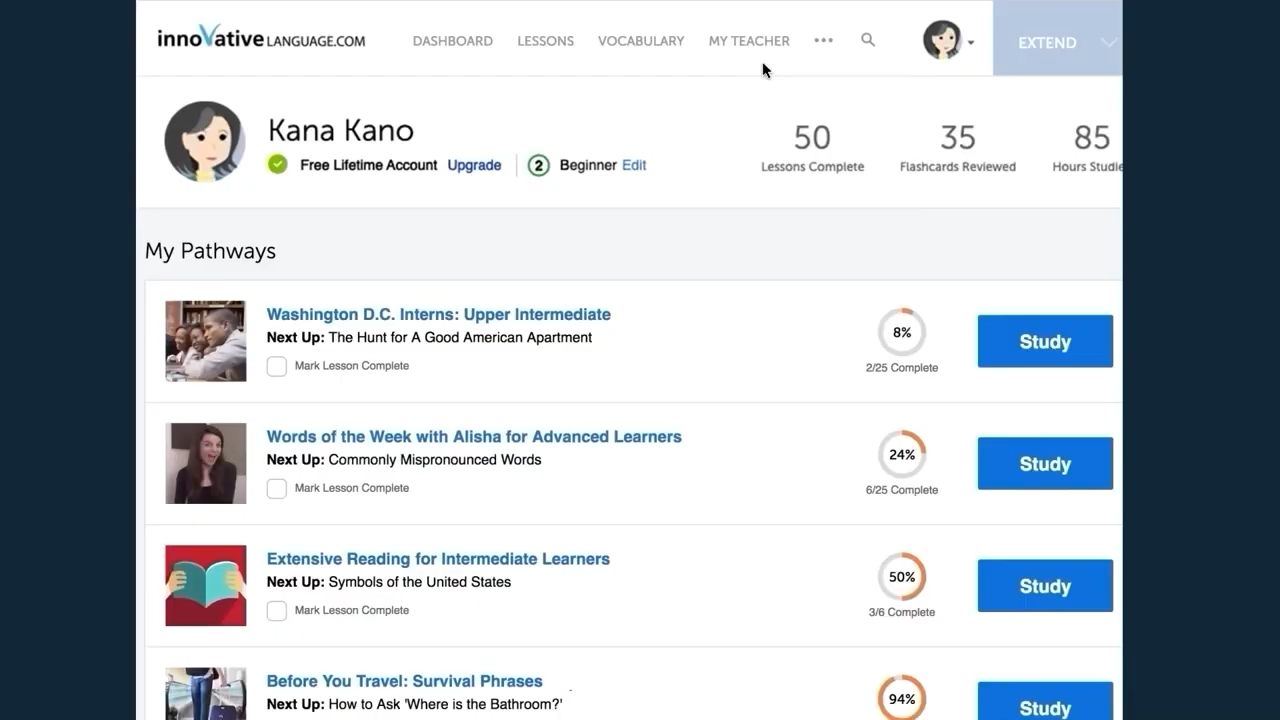 innoVative LANGUAGE.COM DASHBOARD LESSONS VOCABULARY MY TEACHER ••• EXTEND
Kana Kano
Free Lifetime Account Upgrade 2 Beginner Edit
50 35 85
Lessons Complete Flashcards Reviewed Hours Studie
My Pathways
Washington D.C. Interns: Upper Intermediate
Next Up: The Hunt for A Good American Apartment
Mark Lesson Complete
8%
2/25 Complete
Study
Words of the Week with Alisha for Advanced Learners
Next Up: Commonly Mispronounced Words
Mark Lesson Complete
24%
6/25 Complete
Study
Extensive Reading for Intermediate Learners
Next Up: Symbols of the United States
Mark Lesson Complete
50%
3/6 Complete
Study
Before You Travel: Survival Phrases
Next Up: How to Ask 'Where is the Bathroom?'
94%
Study